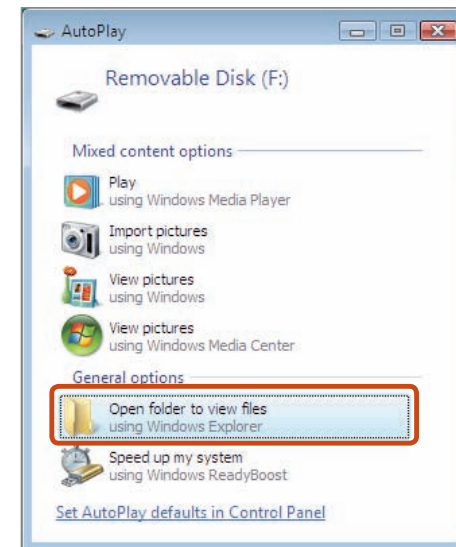 AutoPlay
Removable Disk (F:)
Mixed content options
Play
using Windows Media Player
Import pictures
using Windows
View pictures
using Windows
View pictures
using Windows Media Center
General options
Open folder to view files
using Windows Explorer
Speed up my system
using Windows ReadyBoost
Set AutoPlay defaults in Control Panel